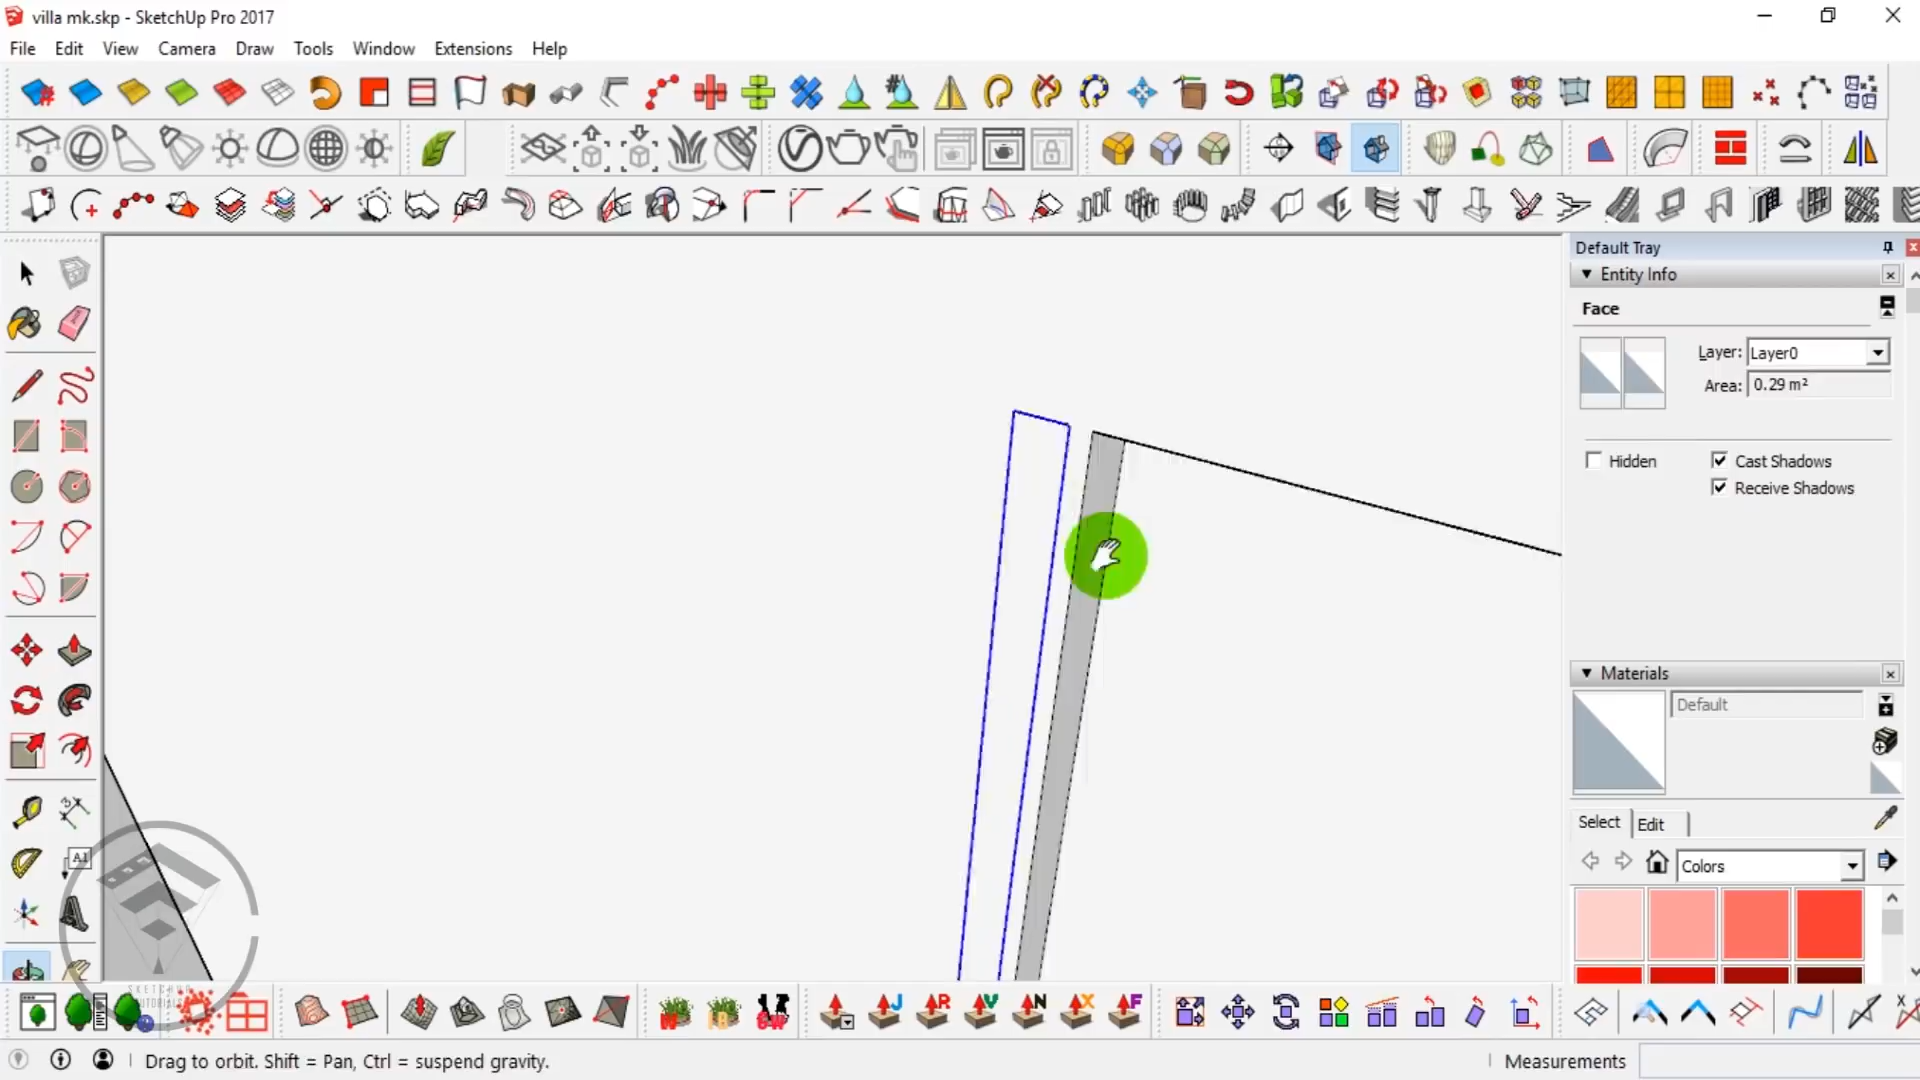 villa mk.skp - SketchUp Pro 2017
File Edit View Camera Draw Tools Window Extensions Help
Default Tray
Entity Info
Face
Layer: Layer0
Area: 0.29 m²
Hidden
Cast Shadows
Receive Shadows
Materials
Default
Select Edit
Colors
A1
SKETCHUP
J R V N X F
Drag to orbit. Shift = Pan, Ctrl = suspend gravity.
Measurements